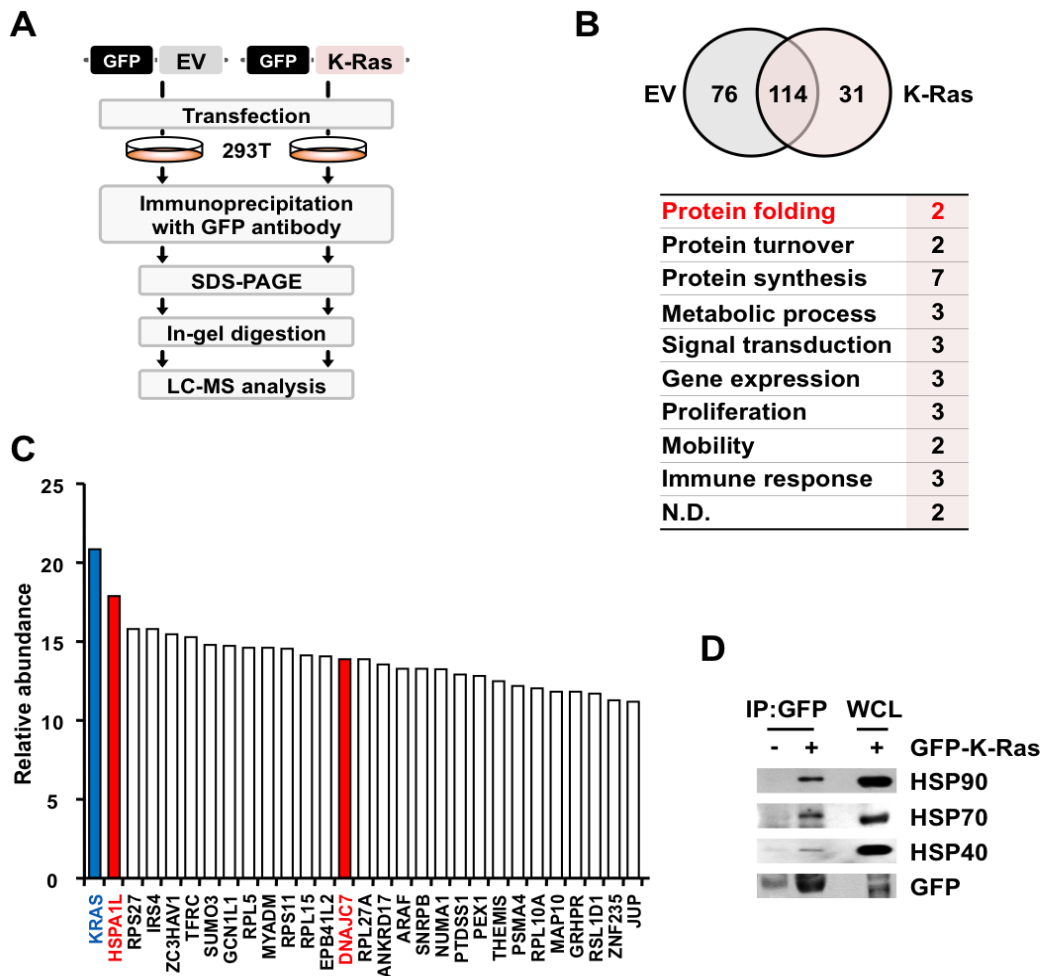 A
GFP EV GFP K-Ras
Transfection
293T
Immunoprecipitation
with GFP antibody
SDS-PAGE
In-gel digestion
LC-MS analysis
B
EV 76 114 31 K-Ras
Protein folding 2
Protein turnover 2
Protein synthesis 7
Metabolic process 3
Signal transduction 3
Gene expression 3
Proliferation 3
Mobility 2
Immune response 3
N.D. 2
C
Relative abundance
25
20
15
10
5
0
KRAS
HSPA1L
RPS27
IRS4
ZC3HAV1
TFRC
SUMO3
GCN1L1
RPL5
MYADM
RPS11
RPL15
EPB41L2
DNAJC7
RPL27A
ANKRD17
ARAF
SNRPB
NUMA1
PTDSS1
PEX1
THEMIS
PSMA4
RPL10A
MAP10
GRHPR
RSL1D1
ZNF235
JUP
D
IP:GFP WCL
- + + GFP-K-Ras
HSP90
HSP70
HSP40
GFP